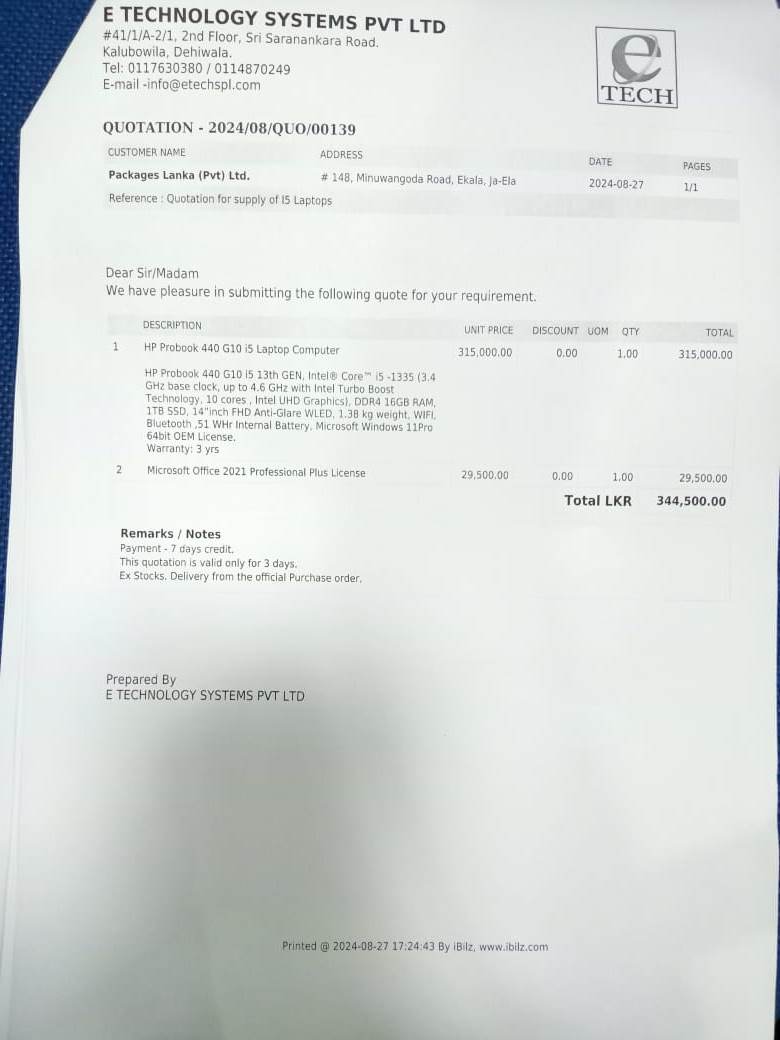 E TECHNOLOGY SYSTEMS PVT LTD
#41/1/A-2/1, 2nd Floor, Sri Saranankara Road.
Kalubowila, Dehiwala.
Tel: 0117630380 / 0114870249
E-mail -info@etechspl.com
e
TECH
QUOTATION - 2024/08/QUO/00139
CUSTOMER NAME ADDRESS DATE PAGES
Packages Lanka (Pvt) Ltd. # 148, Minuwangoda Road, Ekala, Ja-Ela 2024-08-27 1/1
Reference : Quotation for supply of I5 Laptops
Dear Sir/Madam
We have pleasure in submitting the following quote for your requirement.
DESCRIPTION UNIT PRICE DISCOUNT UOM QTY TOTAL
1 HP Probook 440 G10 i5 Laptop Computer 315,000.00 0.00 1.00 315,000.00
HP Probook 440 G10 I5 13th GEN, Intel® Core™ i5 -1335 (3.4
GHz base clock, up to 4.6 GHz with Intel Turbo Boost
Technology, 10 cores , Intel UHD Graphics), DDR4 16GB RAM,
1TB SSD, 14"inch FHD Anti-Glare WLED, 1.38 kg weight, WIFI,
Bluetooth ,51 WHr Internal Battery, Microsoft Windows 11Pro
64bit OEM License.
Warranty: 3 yrs
2 Microsoft Office 2021 Professional Plus License 29,500.00 0.00 1.00 29,500.00
Total LKR 344,500.00
Remarks / Notes
Payment - 7 days credit.
This quotation is valid only for 3 days.
Ex Stocks. Delivery from the official Purchase order.
Prepared By
E TECHNOLOGY SYSTEMS PVT LTD
Printed @ 2024-08-27 17:24:43 By iBilz, www.ibilz.com